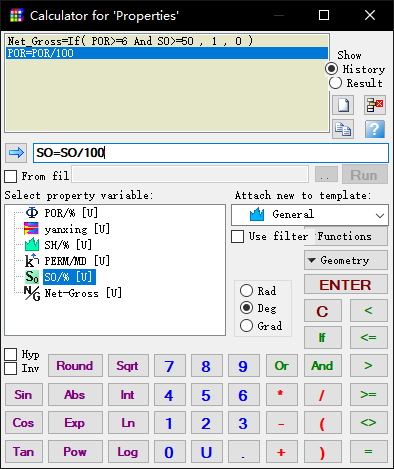 Calculator for 'Properties'
Net_Gross=If( POR>=6 And SO>=50 , 1 , 0 )
POR=POR/100
Show
History
Result
SO=SO/100
From fil
..
Run
Select property variable:
Attach new to template:
POR/% [U]
General
yanxing [U]
SH/% [U]
Use filter
Functions
PERM/MD [U]
SO/% [U]
Geometry
Net-Gross [U]
Rad
ENTER
Deg
C
<
Grad
If
<=
Hyp
Inv
Round
Sqrt
7
8
9
Or
And
>
Sin
Abs
Int
4
5
6
*
/
>=
Cos
Exp
Ln
1
2
3
-
(
<>
Tan
Pow
Log
0
U
.
+
)
=